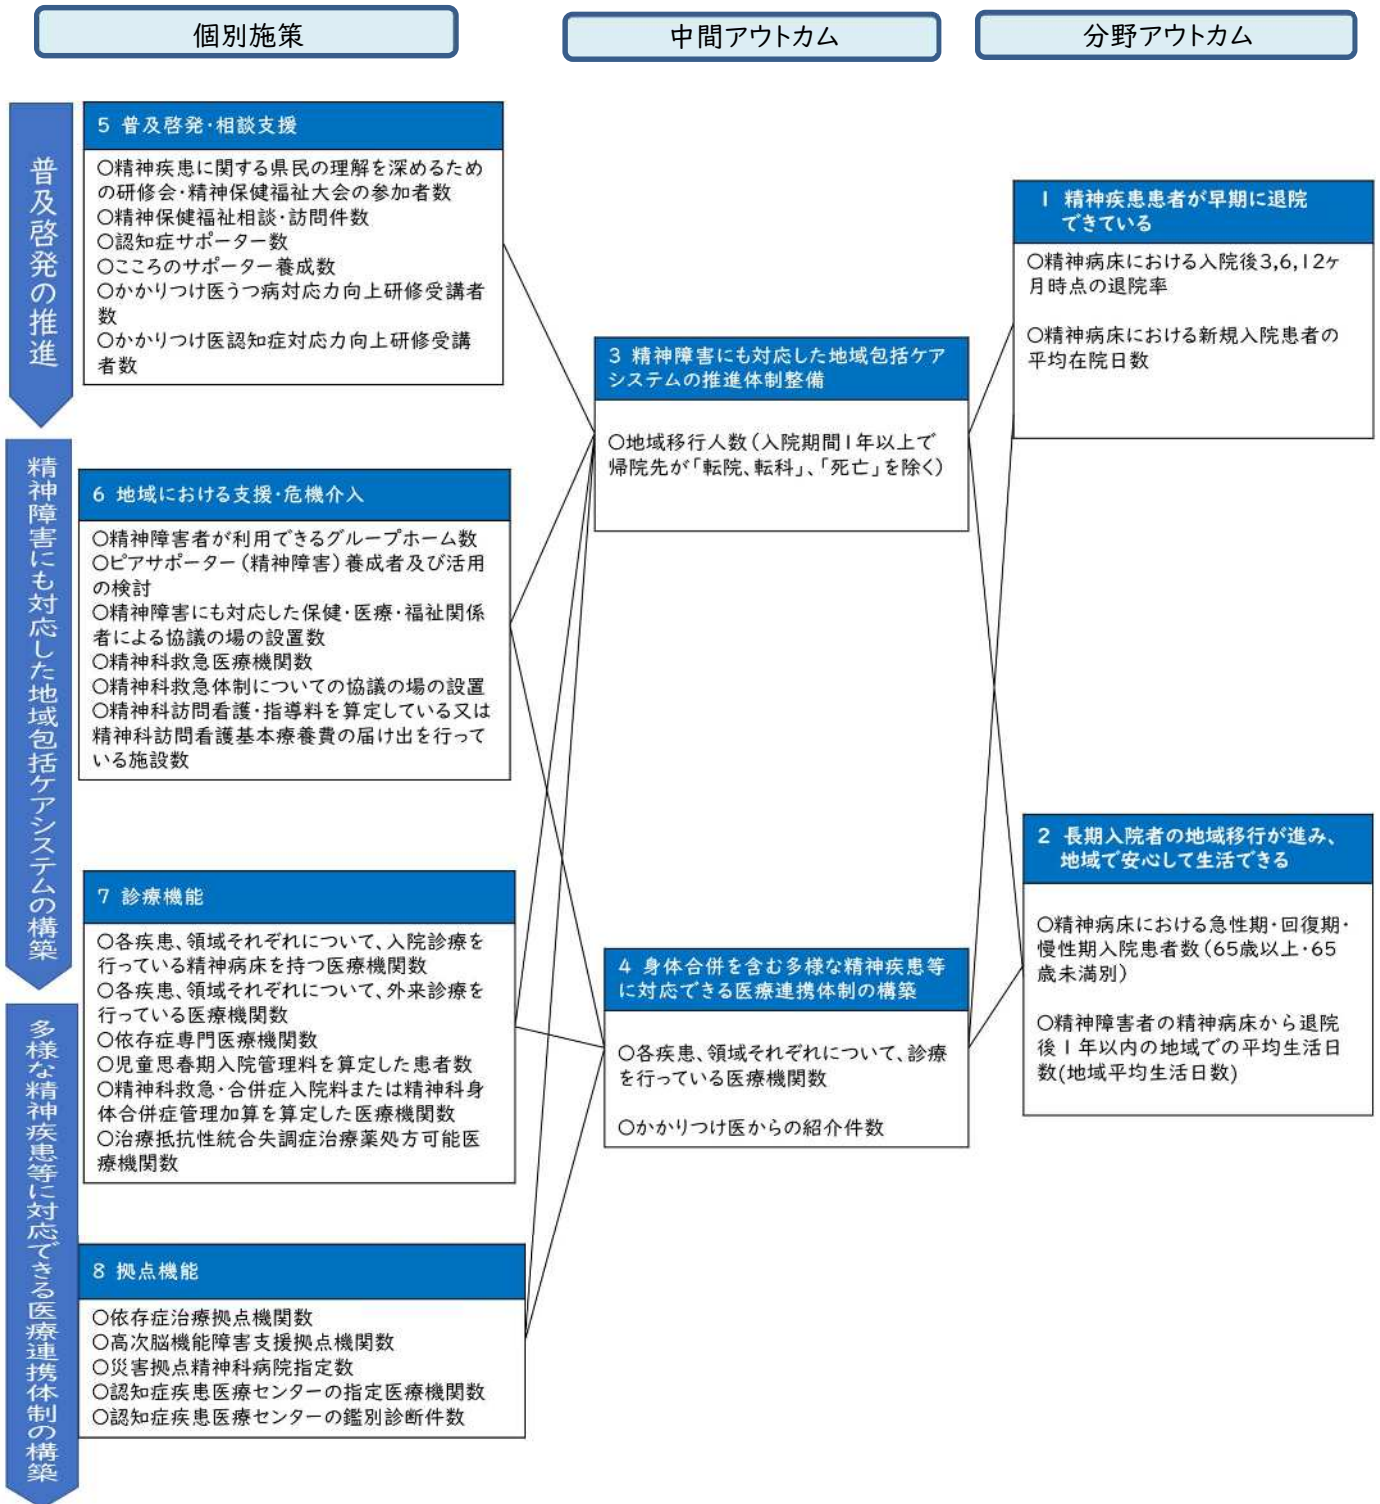 個別施策
中間アウトカム
分野アウトカム
普及啓発の推進
精神障害にも対応した地域包括ケアシステムの構築
多様な精神疾患等に対応できる医療連携体制の構築
5 普及啓発・相談支援
○精神疾患に関する県民の理解を深めるため
の研修会・精神保健福祉大会の参加者数
○精神保健福祉相談・訪問件数
○認知症サポーター数
○こころのサポーター養成数
○かかりつけ医うつ病対応力向上研修受講者
数
○かかりつけ医認知症対応力向上研修受講
者数
6 地域における支援・危機介入
○精神障害者が利用できるグループホーム数
○ピアサポーター（精神障害）養成者及び活用
の検討
○精神障害にも対応した保健・医療・福祉関係
者による協議の場の設置数
○精神科救急医療機関数
○精神科救急体制についての協議の場の設置
○精神科訪問看護・指導料を算定している又は
精神科訪問看護基本療養費の届け出を行って
いる施設数
7 診療機能
○各疾患、領域それぞれについて、入院診療を
行っている精神病床を持つ医療機関数
○各疾患、領域それぞれについて、外来診療を
行っている医療機関数
○依存症専門医療機関数
○児童思春期入院管理料を算定した患者数
○精神科救急・合併症入院料または精神科身
体合併症管理加算を算定した医療機関数
○治療抵抗性統合失調症治療薬処方可能医
療機関数
8 拠点機能
○依存症治療拠点機関数
○高次脳機能障害支援拠点機関数
○災害拠点精神科病院指定数
○認知症疾患医療センターの指定医療機関数
○認知症疾患医療センターの鑑別診断件数
3 精神障害にも対応した地域包括ケア
システムの推進体制整備
○地域移行人数（入院期間1年以上で
帰院先が「転院、転科」、「死亡」を除く）
4 身体合併を含む多様な精神疾患等
に対応できる医療連携体制の構築
○各疾患、領域それぞれについて、診療
を行っている医療機関数
○かかりつけ医からの紹介件数
1 精神疾患患者が早期に退院
できている
○精神病床における入院後3,6,12ヶ
月時点の退院率
○精神病床における新規入院患者の
平均在院日数
2 長期入院者の地域移行が進み、
地域で安心して生活できる
○精神病床における急性期・回復期・
慢性期入院患者数（65歳以上・65
歳未満別）
○精神障害者の精神病床から退院
後1年以内の地域での平均生活日
数(地域平均生活日数)